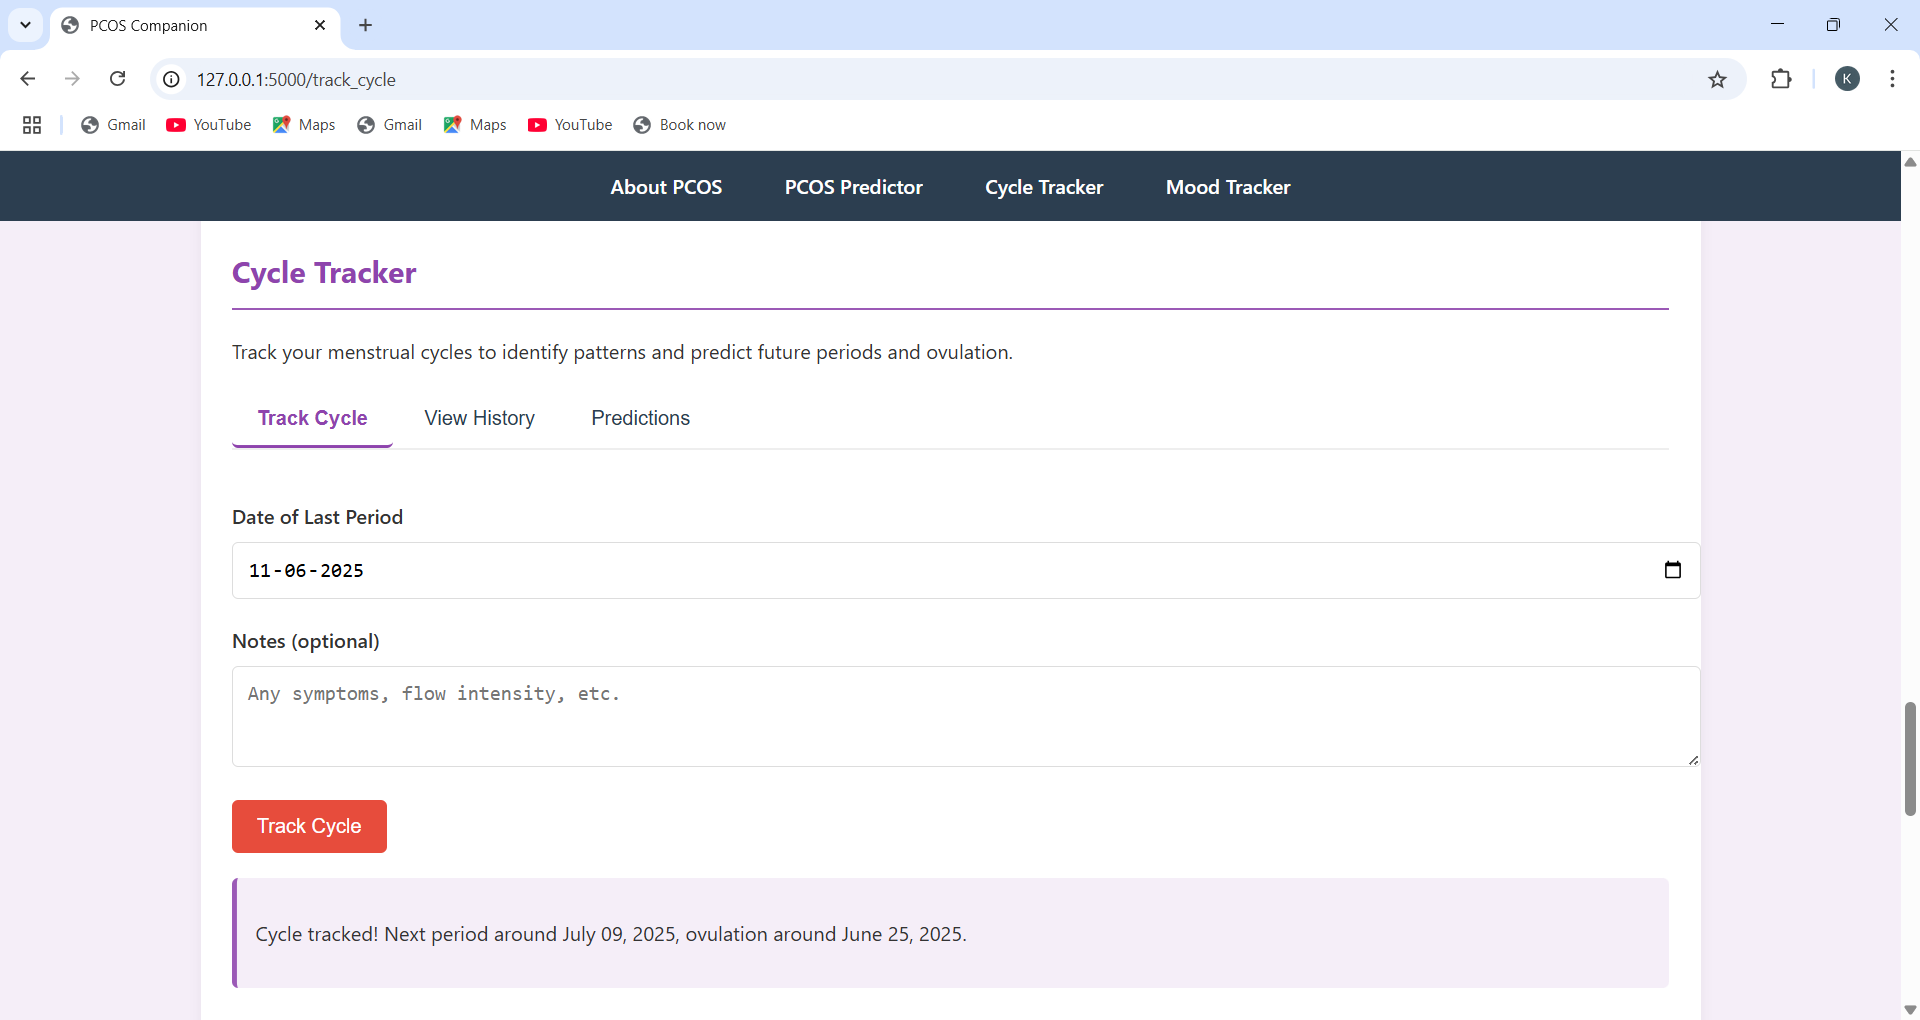 PCOS Companion
127.0.0.1:5000/track_cycle
K
Gmail YouTube Maps Gmail Maps YouTube Book now
About PCOS PCOS Predictor Cycle Tracker Mood Tracker
Cycle Tracker
Track your menstrual cycles to identify patterns and predict future periods and ovulation.
Track Cycle View History Predictions
Date of Last Period
11-06-2025
Notes (optional)
Any symptoms, flow intensity, etc.
Track Cycle
Cycle tracked! Next period around July 09, 2025, ovulation around June 25, 2025.